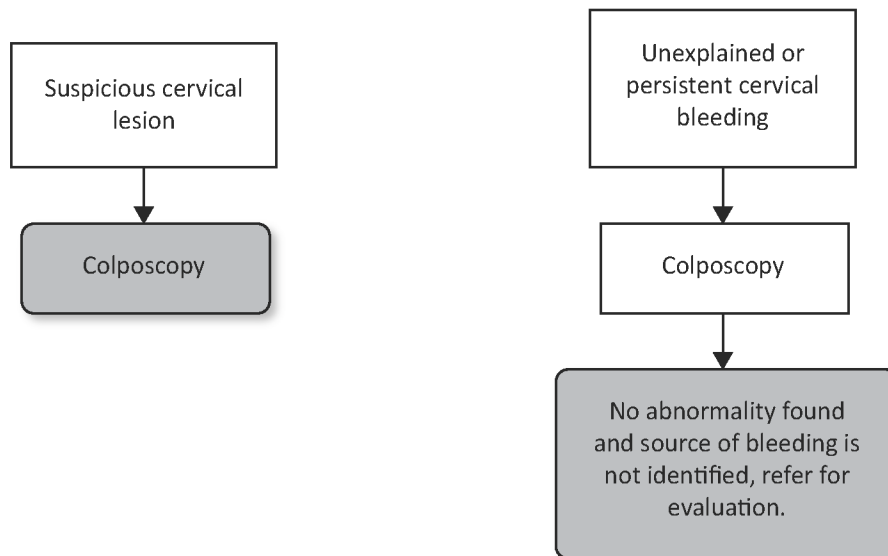 Suspicious cervical
lesion
Colposcopy
Unexplained or
persistent cervical
bleeding
Colposcopy
No abnormality found
and source of bleeding is
not identified, refer for
evaluation.